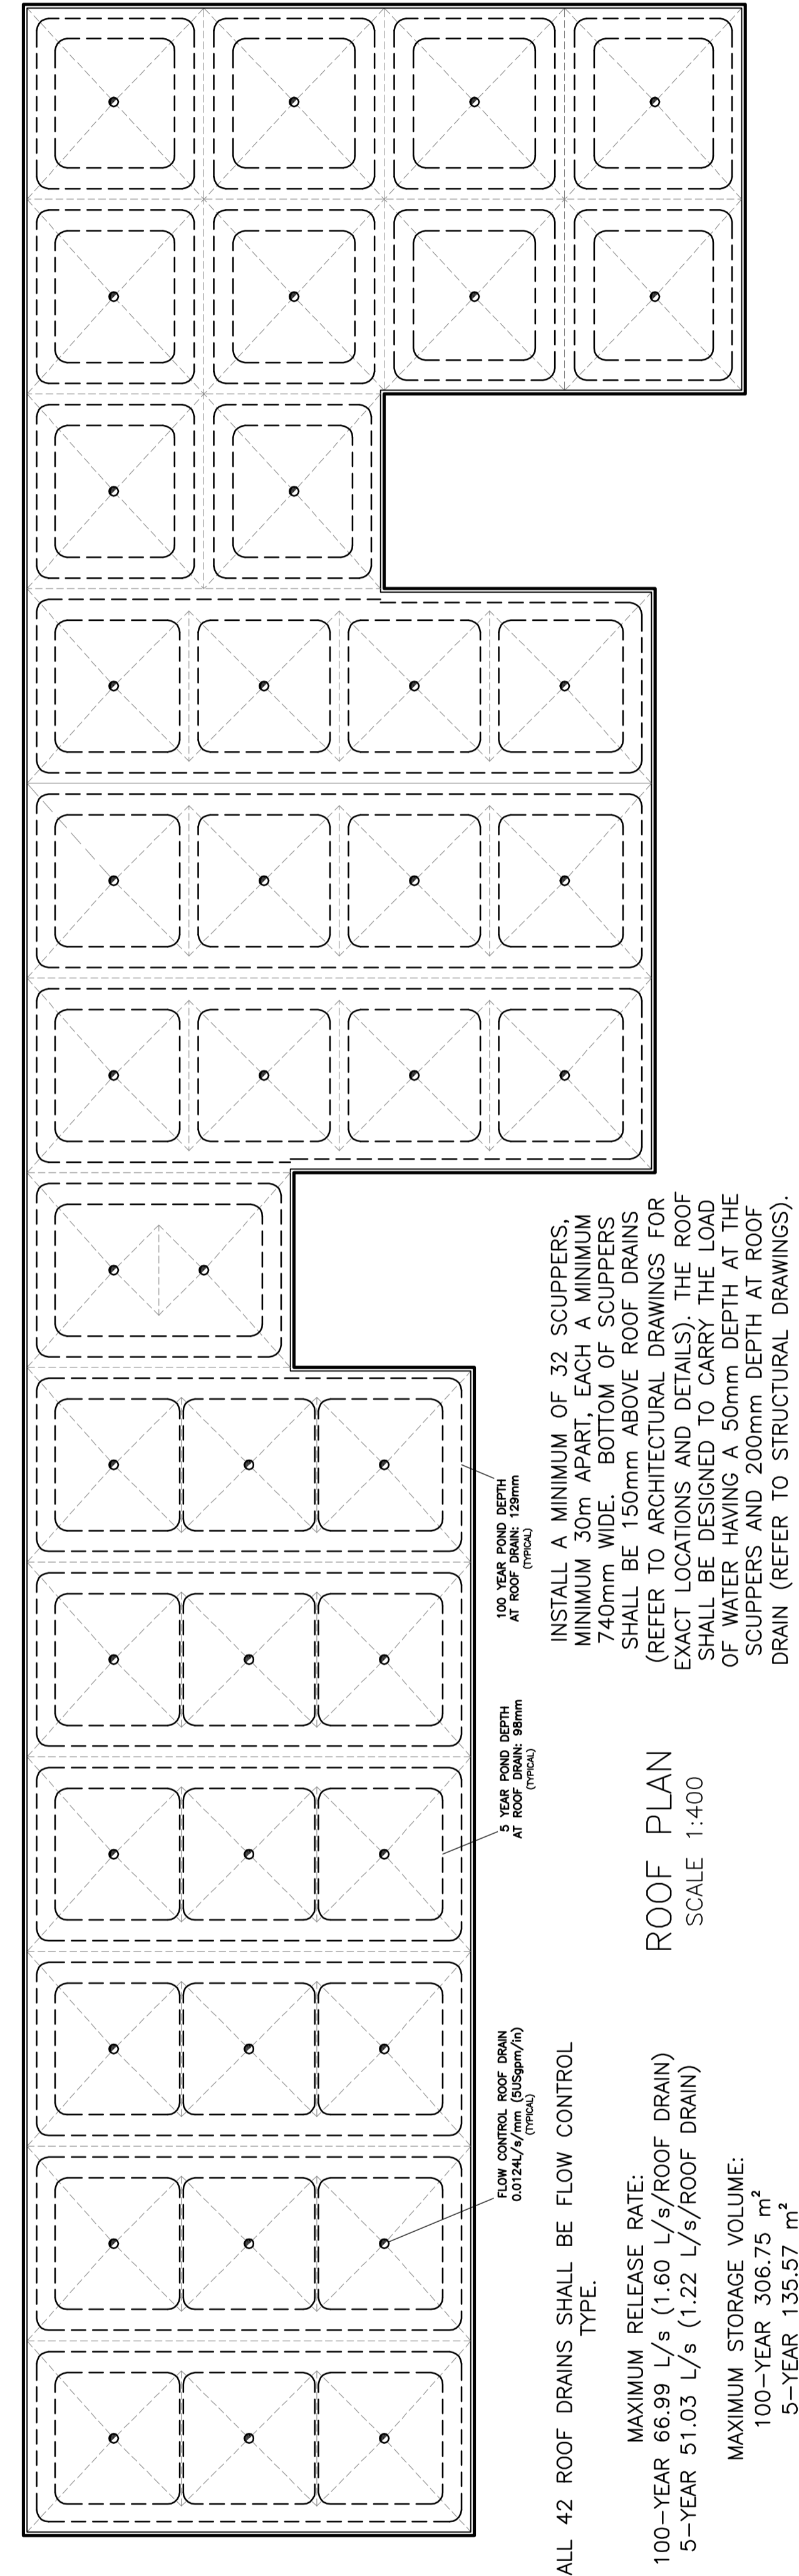 100 YEAR POND DEPTH
AT ROOF DRAIN: 129mm
(TYPICAL)
5 YEAR POND DEPTH
AT ROOF DRAIN: 98mm
(TYPICAL)
FLOW CONTROL ROOF DRAIN
0.0124L/s/mm (5USgpm/in)
(TYPICAL)
INSTALL A MINIMUM OF 32 SCUPPERS,
MINIMUM 30m APART, EACH A MINIMUM
740mm WIDE. BOTTOM OF SCUPPERS
SHALL BE 150mm ABOVE ROOF DRAINS
(REFER TO ARCHITECTURAL DRAWINGS FOR
EXACT LOCATIONS AND DETAILS). THE ROOF
SHALL BE DESIGNED TO CARRY THE LOAD
OF WATER HAVING A 50mm DEPTH AT THE
SCUPPERS AND 200mm DEPTH AT ROOF
DRAIN (REFER TO STRUCTURAL DRAWINGS).
ROOF PLAN
SCALE 1:400
ALL 42 ROOF DRAINS SHALL BE FLOW CONTROL
TYPE.
MAXIMUM RELEASE RATE:
100-YEAR 66.99 L/s (1.60 L/s/ROOF DRAIN)
5-YEAR 51.03 L/s (1.22 L/s/ROOF DRAIN)
MAXIMUM STORAGE VOLUME:
100-YEAR 306.75 m²
5-YEAR 135.57 m²